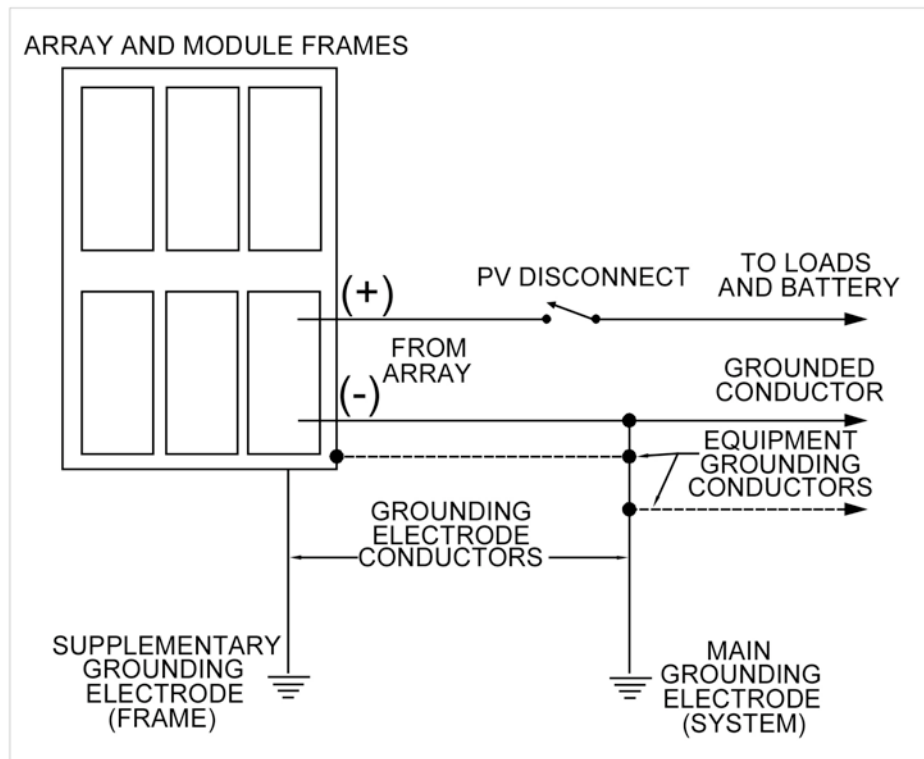 ARRAY AND MODULE FRAMES
(+)
PV DISCONNECT
TO LOADS
AND BATTERY
FROM
ARRAY
(-)
GROUNDED
CONDUCTOR
EQUIPMENT
GROUNDING
CONDUCTORS
GROUNDING
ELECTRODE
CONDUCTORS
SUPPLEMENTARY
GROUNDING
ELECTRODE
(FRAME)
MAIN
GROUNDING
ELECTRODE
(SYSTEM)